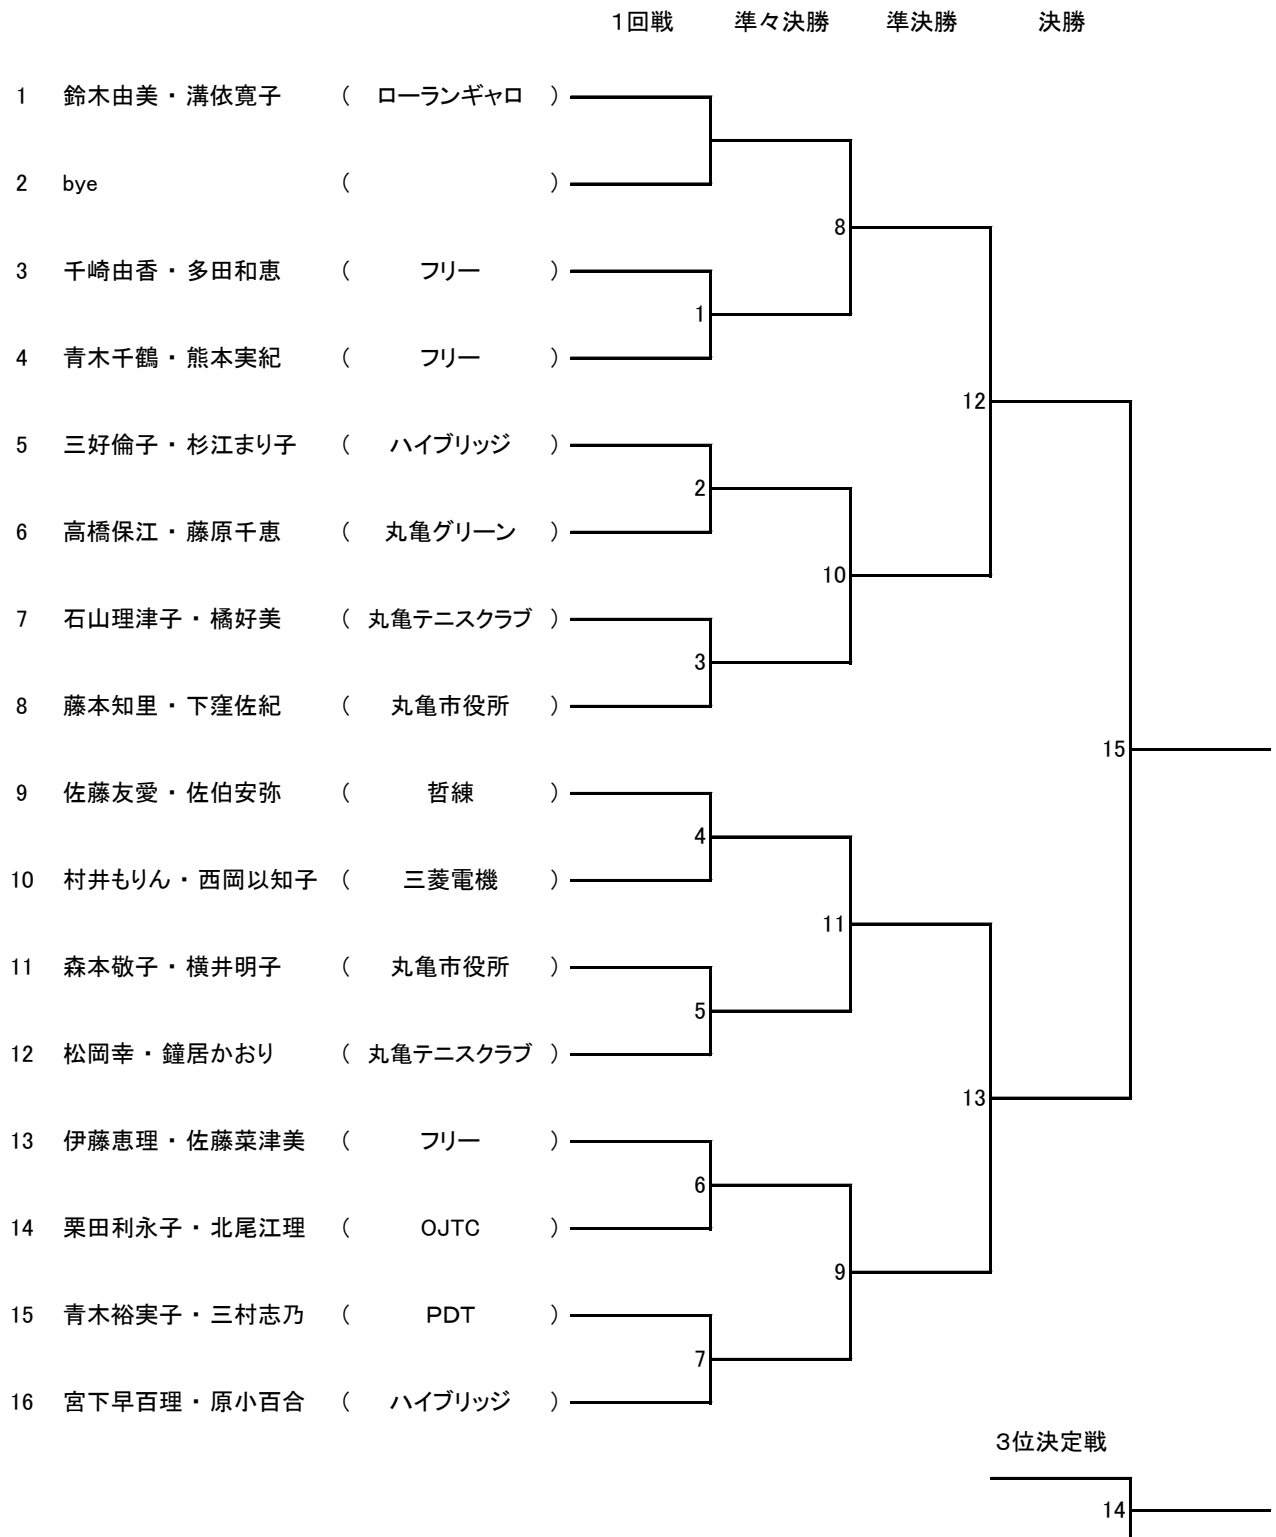 1回戦 準々決勝 準決勝 決勝
1 鈴木由美・溝依寛子 ( ローランギャロ )
2 bye ( )
8
3 千崎由香・多田和恵 ( フリー )
1
4 青木千鶴・熊本実紀 ( フリー )
12
5 三好倫子・杉江まり子 ( ハイブリッジ )
2
6 高橋保江・藤原千恵 ( 丸亀グリーン )
10
7 石山理津子・橘好美 ( 丸亀テニスクラブ )
3
8 藤本知里・下窪佐紀 ( 丸亀市役所 )
15
9 佐藤友愛・佐伯安弥 ( 哲練 )
4
10 村井もりん・西岡以知子 ( 三菱電機 )
11
11 森本敬子・横井明子 ( 丸亀市役所 )
5
12 松岡幸・鐘居かおり ( 丸亀テニスクラブ )
13
13 伊藤恵理・佐藤菜津美 ( フリー )
6
14 栗田利永子・北尾江理 ( OJTC )
9
15 青木裕実子・三村志乃 ( PDT )
7
16 宮下早百理・原小百合 ( ハイブリッジ )
3位決定戦
14